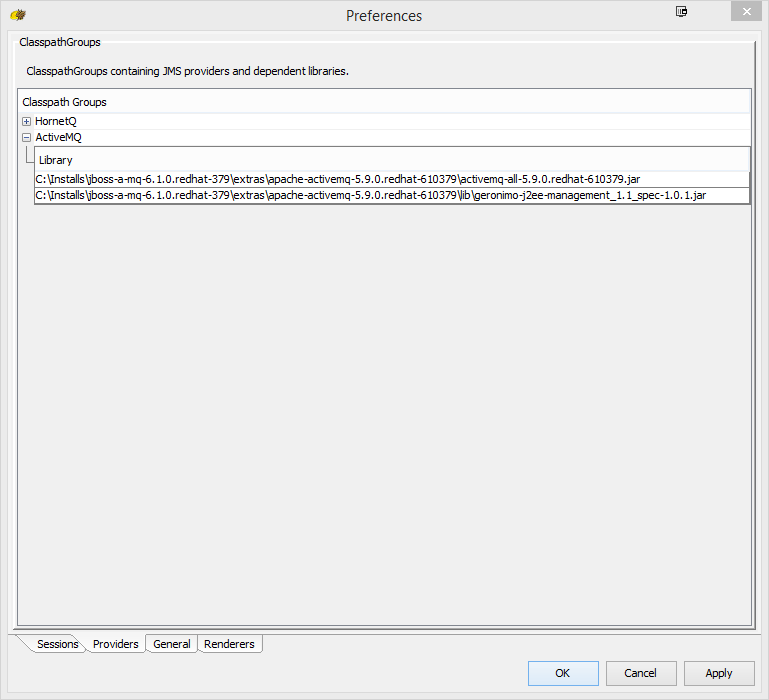 Preferences
ClasspathGroups
ClasspathGroups containing JMS providers and dependent libraries.
Classpath Groups
HornetQ
ActiveMQ
Library
C:\Installs\jboss-a-mq-6.1.0.redhat-379\extras\apache-activemq-5.9.0.redhat-610379\activemq-all-5.9.0.redhat-610379.jar
C:\Installs\jboss-a-mq-6.1.0.redhat-379\extras\apache-activemq-5.9.0.redhat-610379\lib\geronimo-j2ee-management_1.1_spec-1.0.1.jar
Sessions Providers General Renderers
OK Cancel Apply